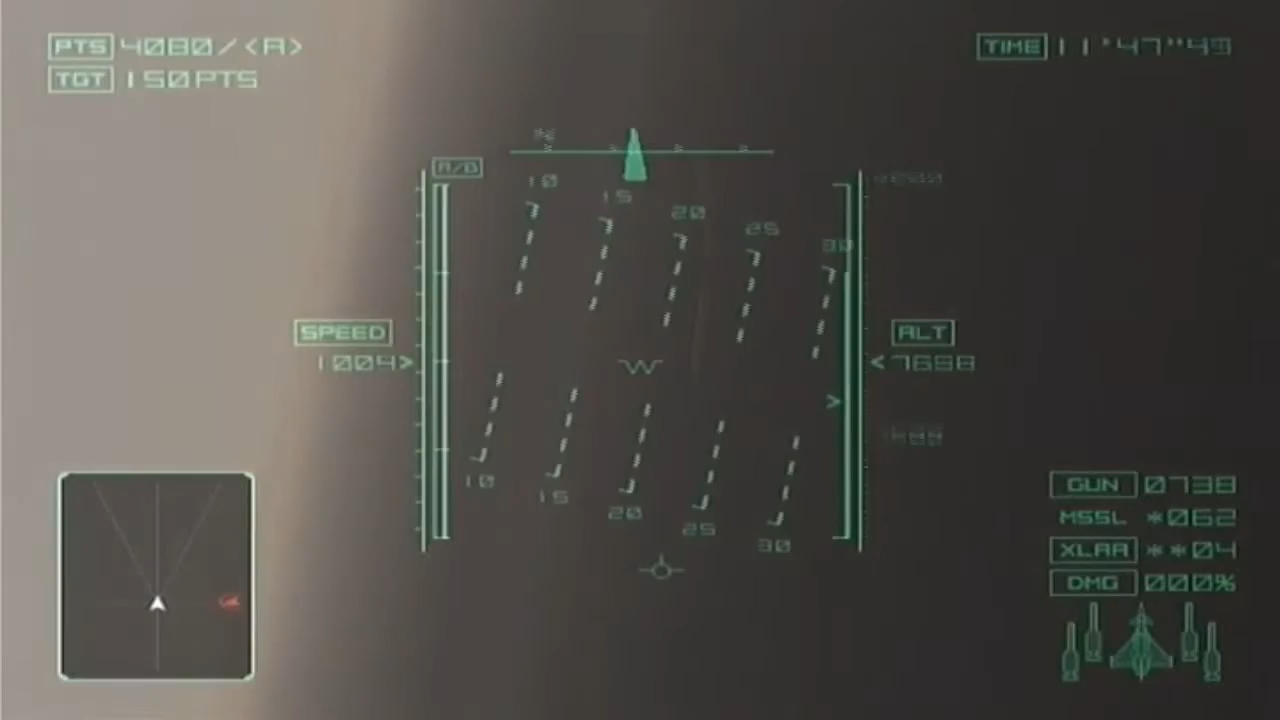 PTS 4080/<A>
TGT 150PTS
TIME 11'47"49
N
A/B
10 15 20 25 30
SPEED
1004>
ALT
<7658
>
10 15 20 25 30
GUN 0738
MSSL *062
XLAA **04
DMG 000%